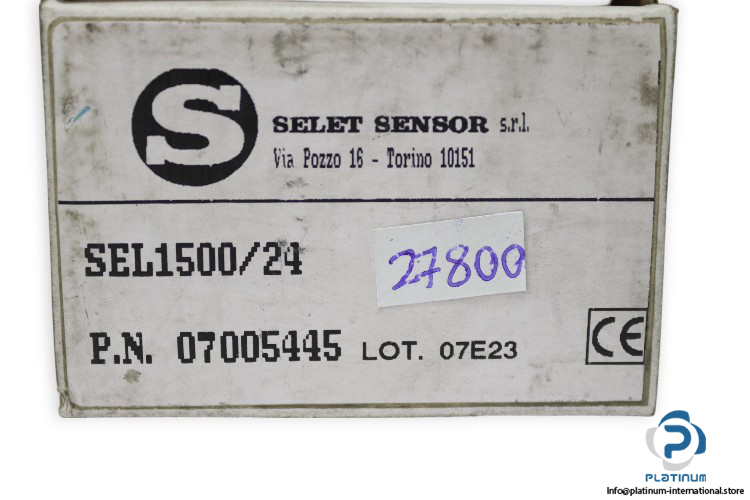 S
SELET SENSOR s.r.l.
Via Pozzo 16 - Torino 10151
SEL1500/24
27800
P.N. 07005445 LOT. 07E23
CE
PLATINUM
Info@platinum-international.store